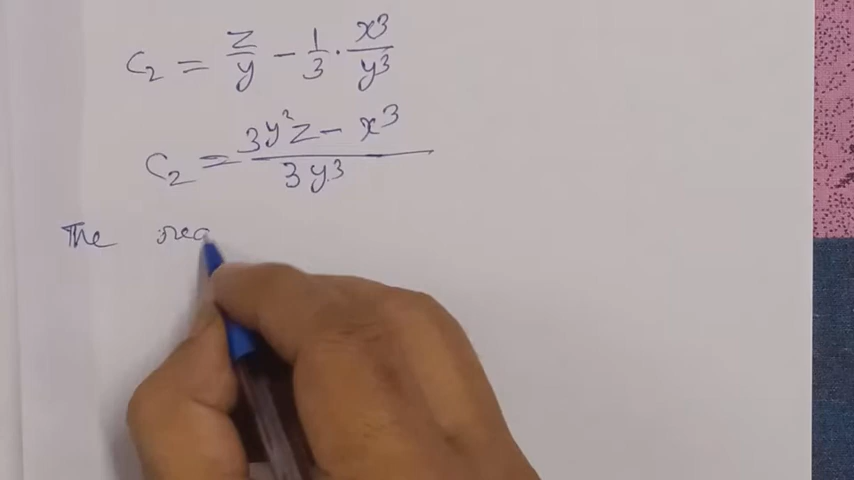 C₂ = z/y - 1/3 · x³/y³
C₂ = 3y²z - x³ / 3y³
The